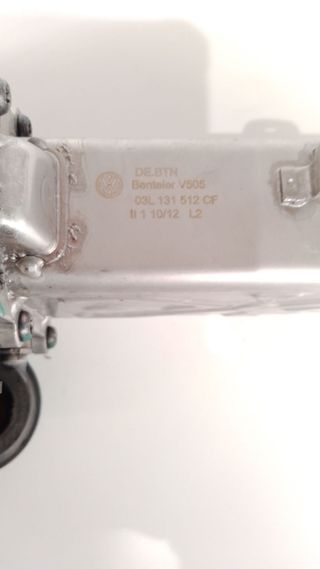 DE.BTN
Benteler V505
03L 131 512 CF
II 1 10/12 L2